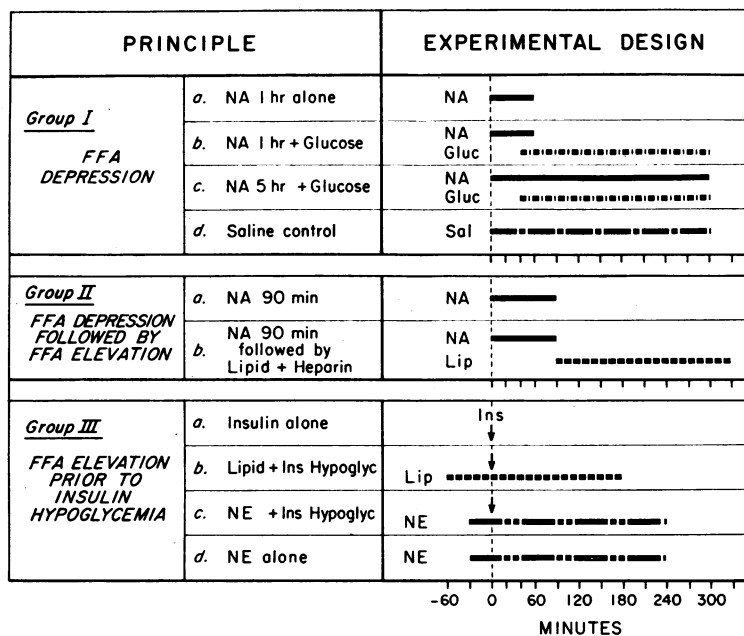 PRINCIPLE
EXPERIMENTAL DESIGN
Group I
FFA
DEPRESSION
a. NA 1 hr alone
NA
b. NA 1 hr + Glucose
NA
Gluc
c. NA 5 hr + Glucose
NA
Gluc
d. Saline control
Sal
Group II
FFA DEPRESSION
FOLLOWED BY
FFA ELEVATION
a. NA 90 min
NA
b. NA 90 min
followed by
Lipid + Heparin
NA
Lip
Group III
FFA ELEVATION
PRIOR TO
INSULIN
HYPOGLYCEMIA
a. Insulin alone
Ins
b. Lipid + Ins Hypoglyc
Lip
c. NE + Ins Hypoglyc
NE
d. NE alone
NE
-60 0 60 120 180 240 300
MINUTES